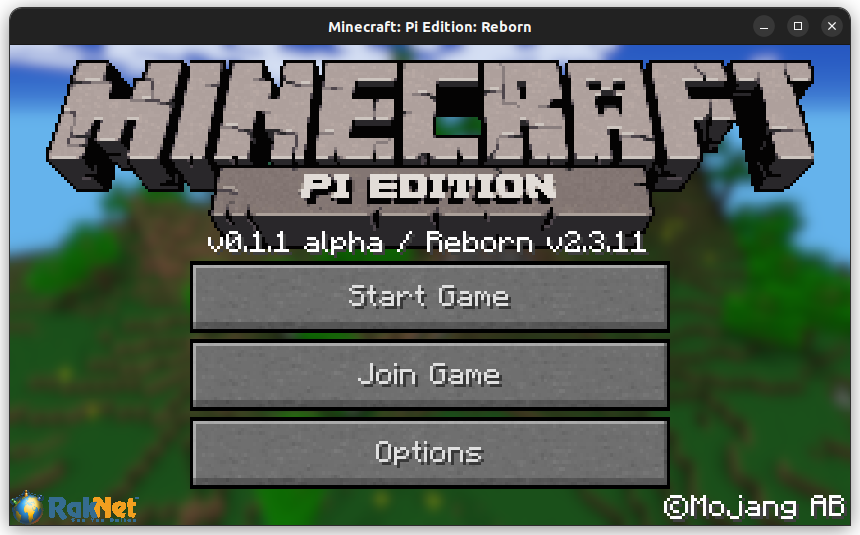 Minecraft: Pi Edition: Reborn
MINECRAFT
PI EDITION
v0.1.1 alpha / Reborn v2.3.11
Start Game
Join Game
Options
RakNet
©Mojang AB